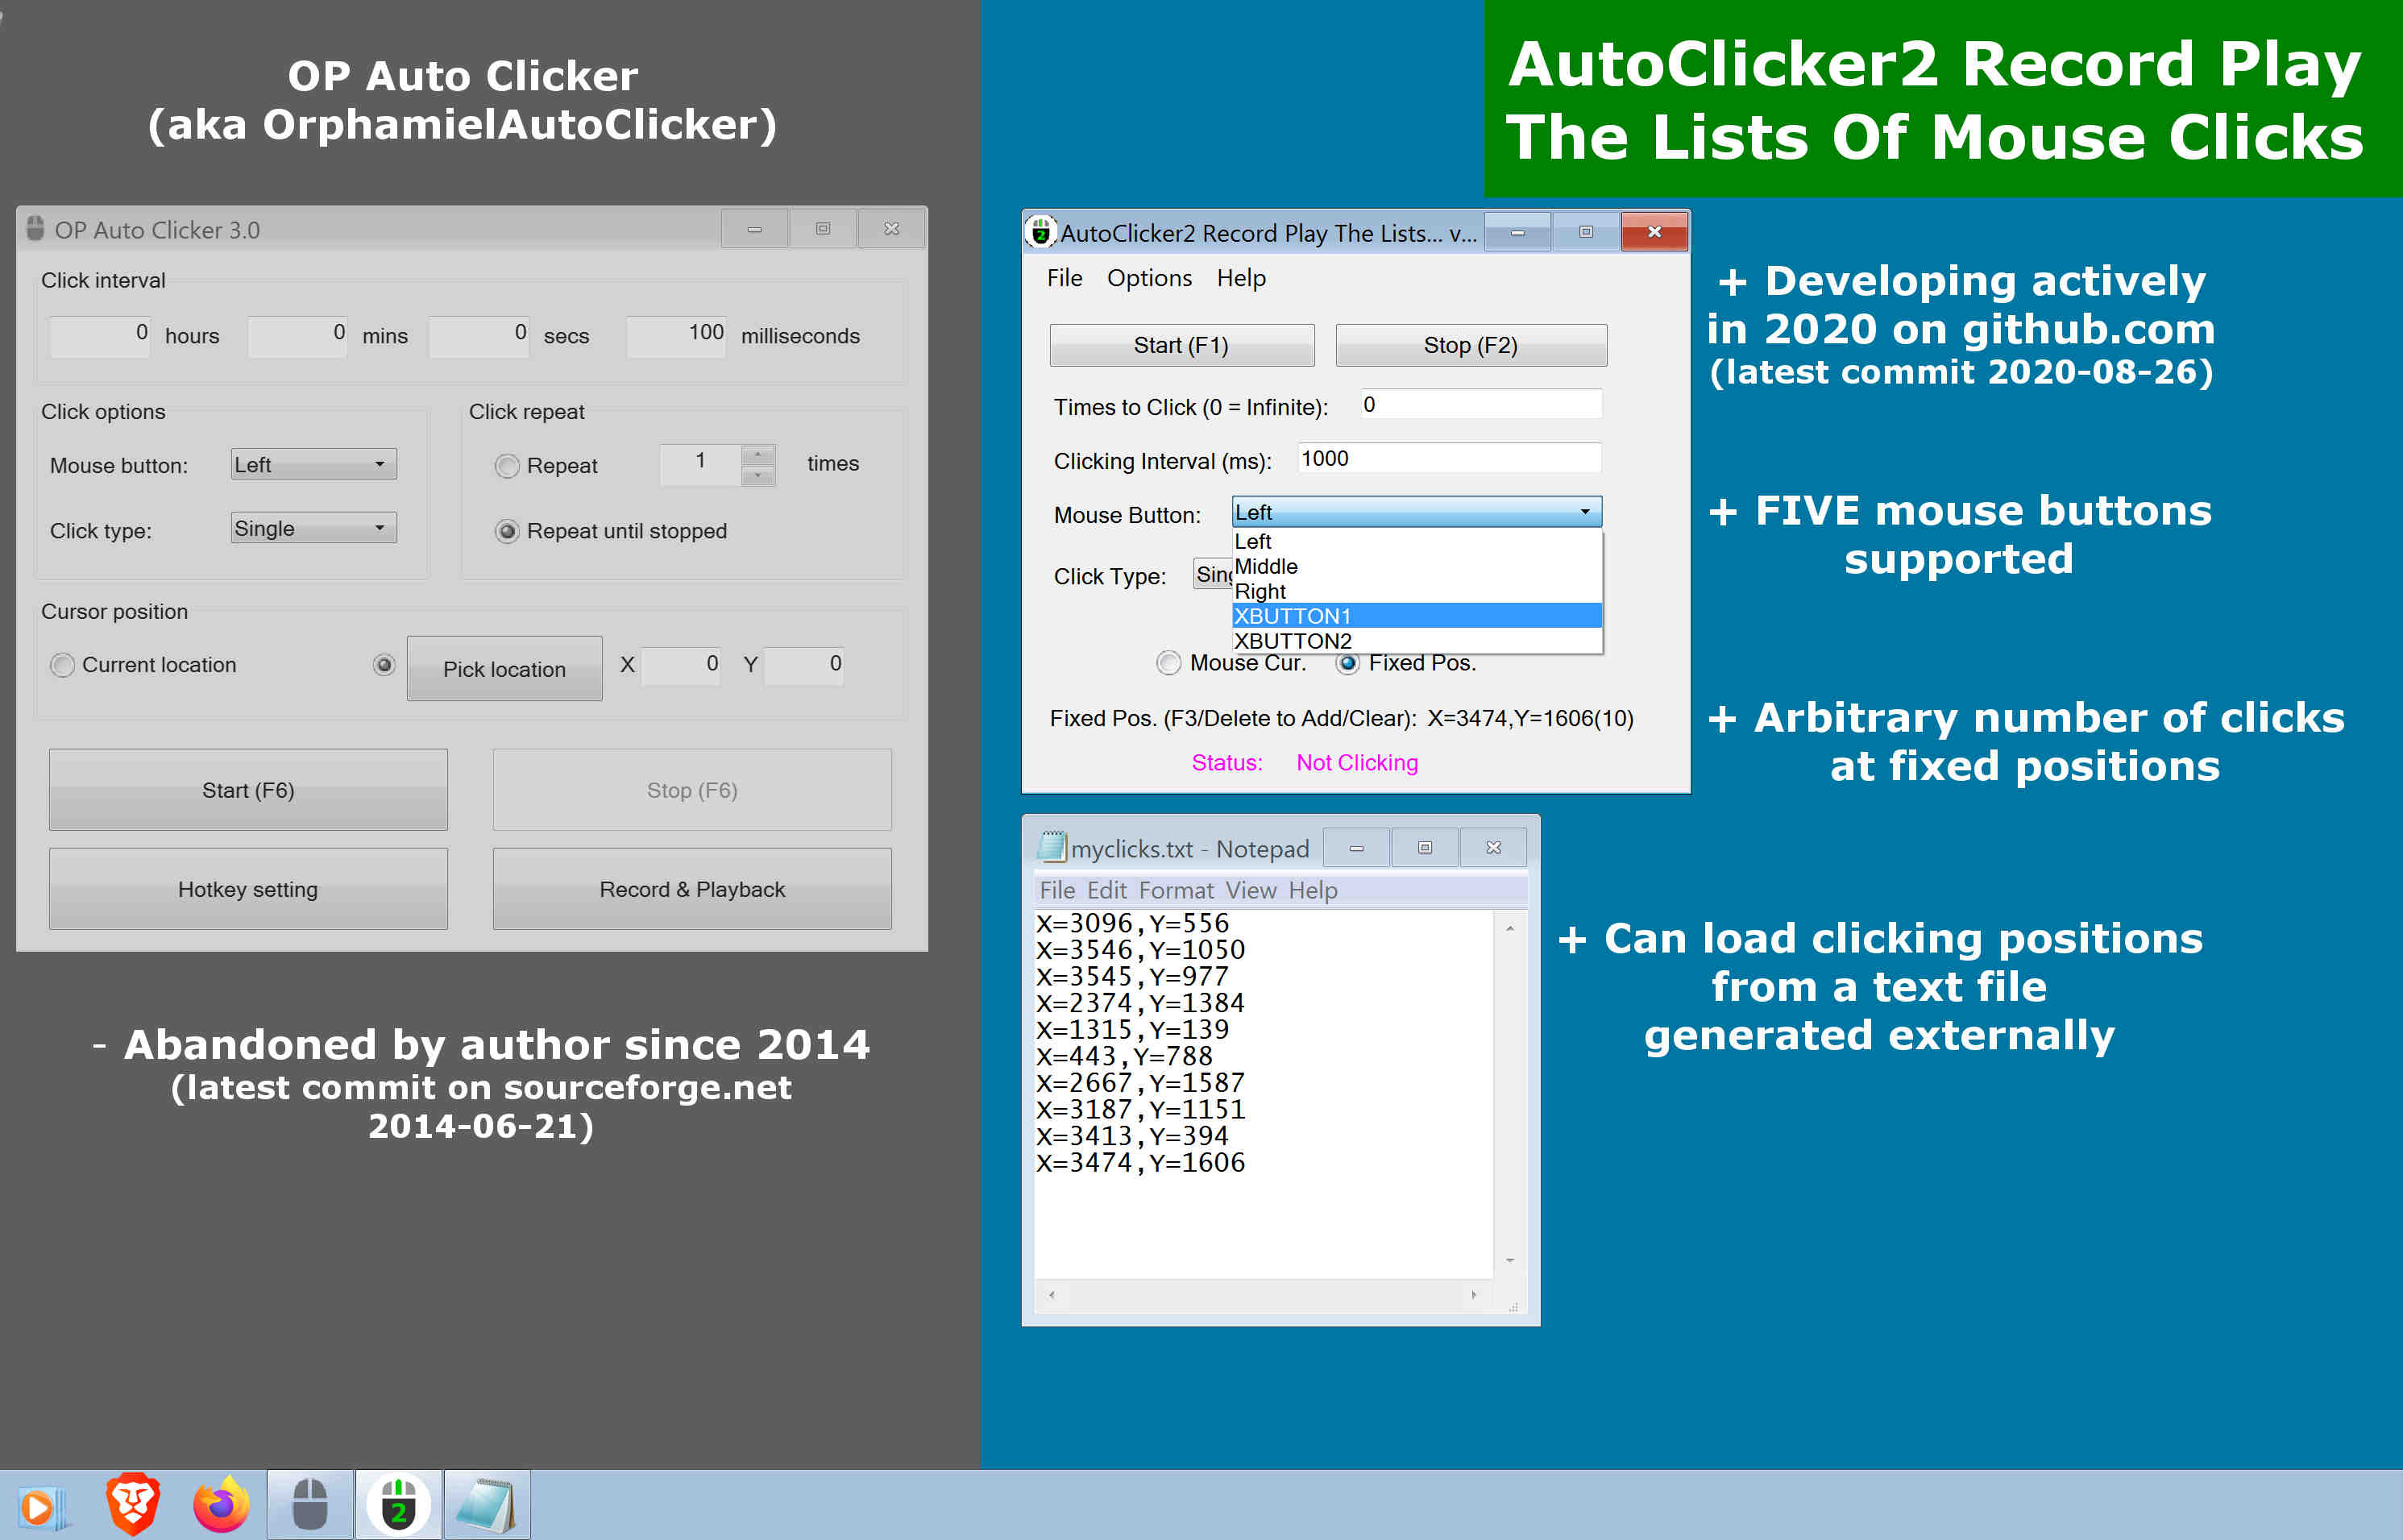 OP Auto Clicker
(aka OrphamielAutoClicker)
OP Auto Clicker 3.0
Click interval
0 hours 0 mins 0 secs 100 milliseconds
Click options
Mouse button: Left
Click type: Single
Click repeat
Repeat 1 times
Repeat until stopped
Cursor position
Current location Pick location X 0 Y 0
Start (F6) Stop (F6)
Hotkey setting Record & Playback
- Abandoned by author since 2014
(latest commit on sourceforge.net
2014-06-21)
AutoClicker2 Record Play
The Lists Of Mouse Clicks
AutoClicker2 Record Play The Lists... v...
File Options Help
Start (F1) Stop (F2)
Times to Click (0 = Infinite): 0
Clicking Interval (ms): 1000
Mouse Button: Left
Left
Middle
Right
XBUTTON1
XBUTTON2
Click Type: Sing
Mouse Cur. Fixed Pos.
Fixed Pos. (F3/Delete to Add/Clear): X=3474,Y=1606(10)
Status: Not Clicking
+ Developing actively
in 2020 on github.com
(latest commit 2020-08-26)
+ FIVE mouse buttons
supported
+ Arbitrary number of clicks
at fixed positions
myclicks.txt - Notepad
File Edit Format View Help
X=3096,Y=556
X=3546,Y=1050
X=3545,Y=977
X=2374,Y=1384
X=1315,Y=139
X=443,Y=788
X=2667,Y=1587
X=3187,Y=1151
X=3413,Y=394
X=3474,Y=1606
+ Can load clicking positions
from a text file
generated externally
2